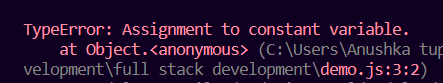 TypeError: Assignment to constant variable.
at Object.<anonymous> (C:\Users\Anushka tup
velopment\full stack development\demo.js:3:2)